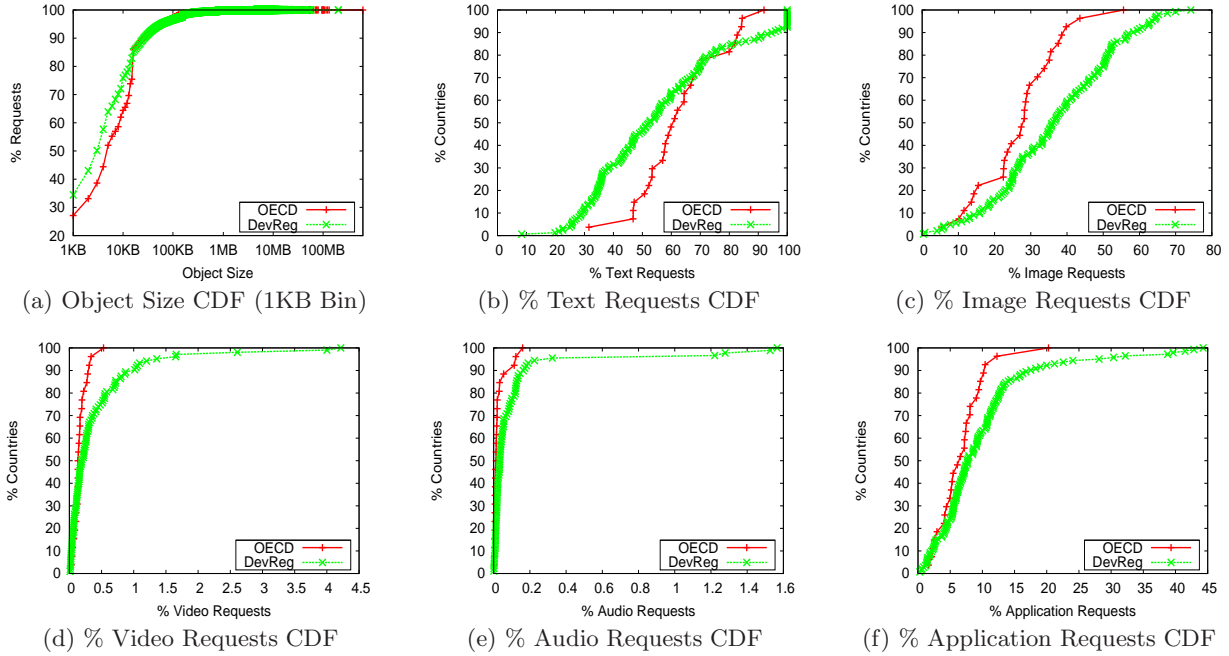 100
90
80
70
60
50
40
30
20
% Requests
1KB 10KB 100KB 1MB 10MB 100MB
Object Size
OECD
DevReg
(a) Object Size CDF (1KB Bin)
100
90
80
70
60
50
40
30
20
10
0
% Countries
0 10 20 30 40 50 60 70 80 90 100
% Text Requests
OECD
DevReg
(b) % Text Requests CDF
100
90
80
70
60
50
40
30
20
10
0
% Countries
0 10 20 30 40 50 60 70 80
% Image Requests
OECD
DevReg
(c) % Image Requests CDF
100
90
80
70
60
50
40
30
20
10
0
% Countries
0 0.5 1 1.5 2 2.5 3 3.5 4 4.5
% Video Requests
OECD
DevReg
(d) % Video Requests CDF
100
90
80
70
60
50
40
30
20
10
0
% Countries
0 0.2 0.4 0.6 0.8 1 1.2 1.4 1.6
% Audio Requests
OECD
DevReg
(e) % Audio Requests CDF
100
90
80
70
60
50
40
30
20
10
0
% Countries
0 5 10 15 20 25 30 35 40 45
% Application Requests
OECD
DevReg
(f) % Application Requests CDF